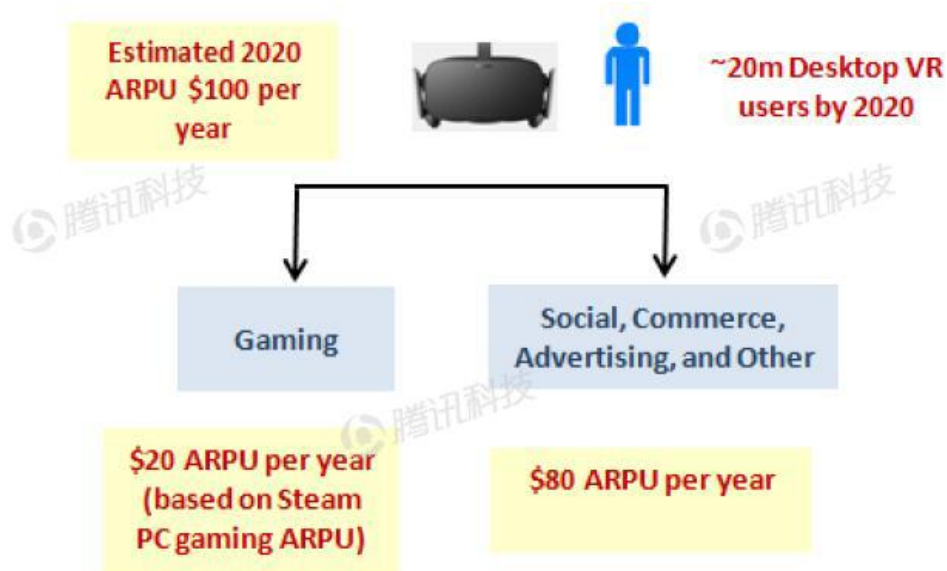 Estimated 2020
ARPU $100 per
year
~20m Desktop VR
users by 2020
腾讯科技
腾讯科技
Gaming
Social, Commerce,
Advertising, and Other
腾讯科技
$20 ARPU per year
(based on Steam
PC gaming ARPU)
$80 ARPU per year